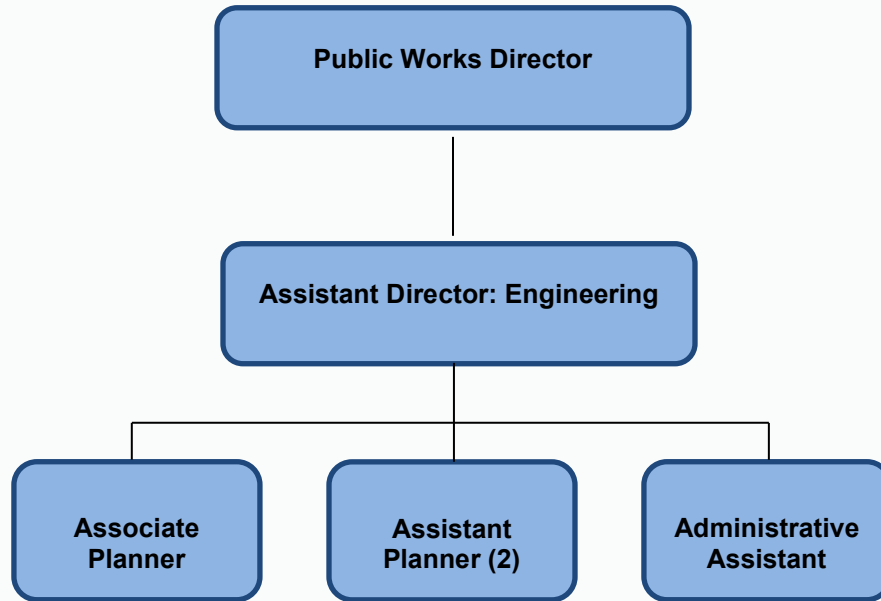 Public Works Director
Assistant Director: Engineering
Associate
Planner
Assistant
Planner (2)
Administrative
Assistant